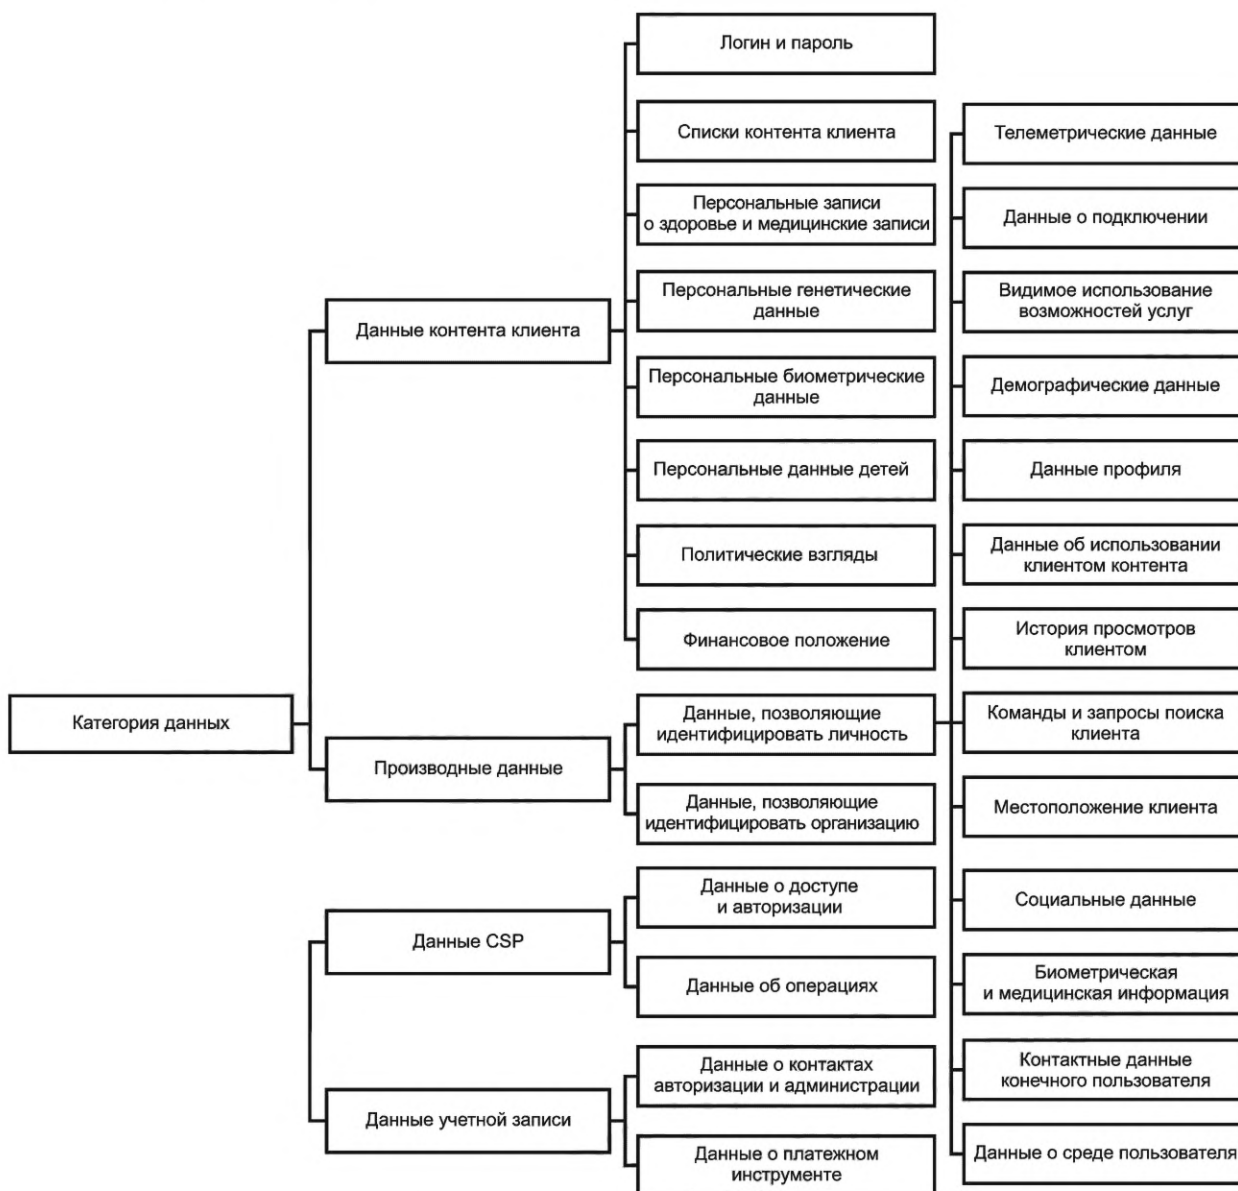 Категория данных
Данные контента клиента
Производные данные
Данные CSP
Данные учетной записи
Логин и пароль
Списки контента клиента
Персональные записи
о здоровье и медицинские записи
Персональные генетические
данные
Персональные биометрические
данные
Персональные данные детей
Политические взгляды
Финансовое положение
Данные, позволяющие
идентифицировать личность
Данные, позволяющие
идентифицировать организацию
Данные о доступе
и авторизации
Данные об операциях
Данные о контактах
авторизации и администрации
Данные о платежном
инструменте
Телеметрические данные
Данные о подключении
Видимое использование
возможностей услуг
Демографические данные
Данные профиля
Данные об использовании
клиентом контента
История просмотров
клиентом
Команды и запросы поиска
клиента
Местоположение клиента
Социальные данные
Биометрическая
и медицинская информация
Контактные данные
конечного пользователя
Данные о среде пользователя